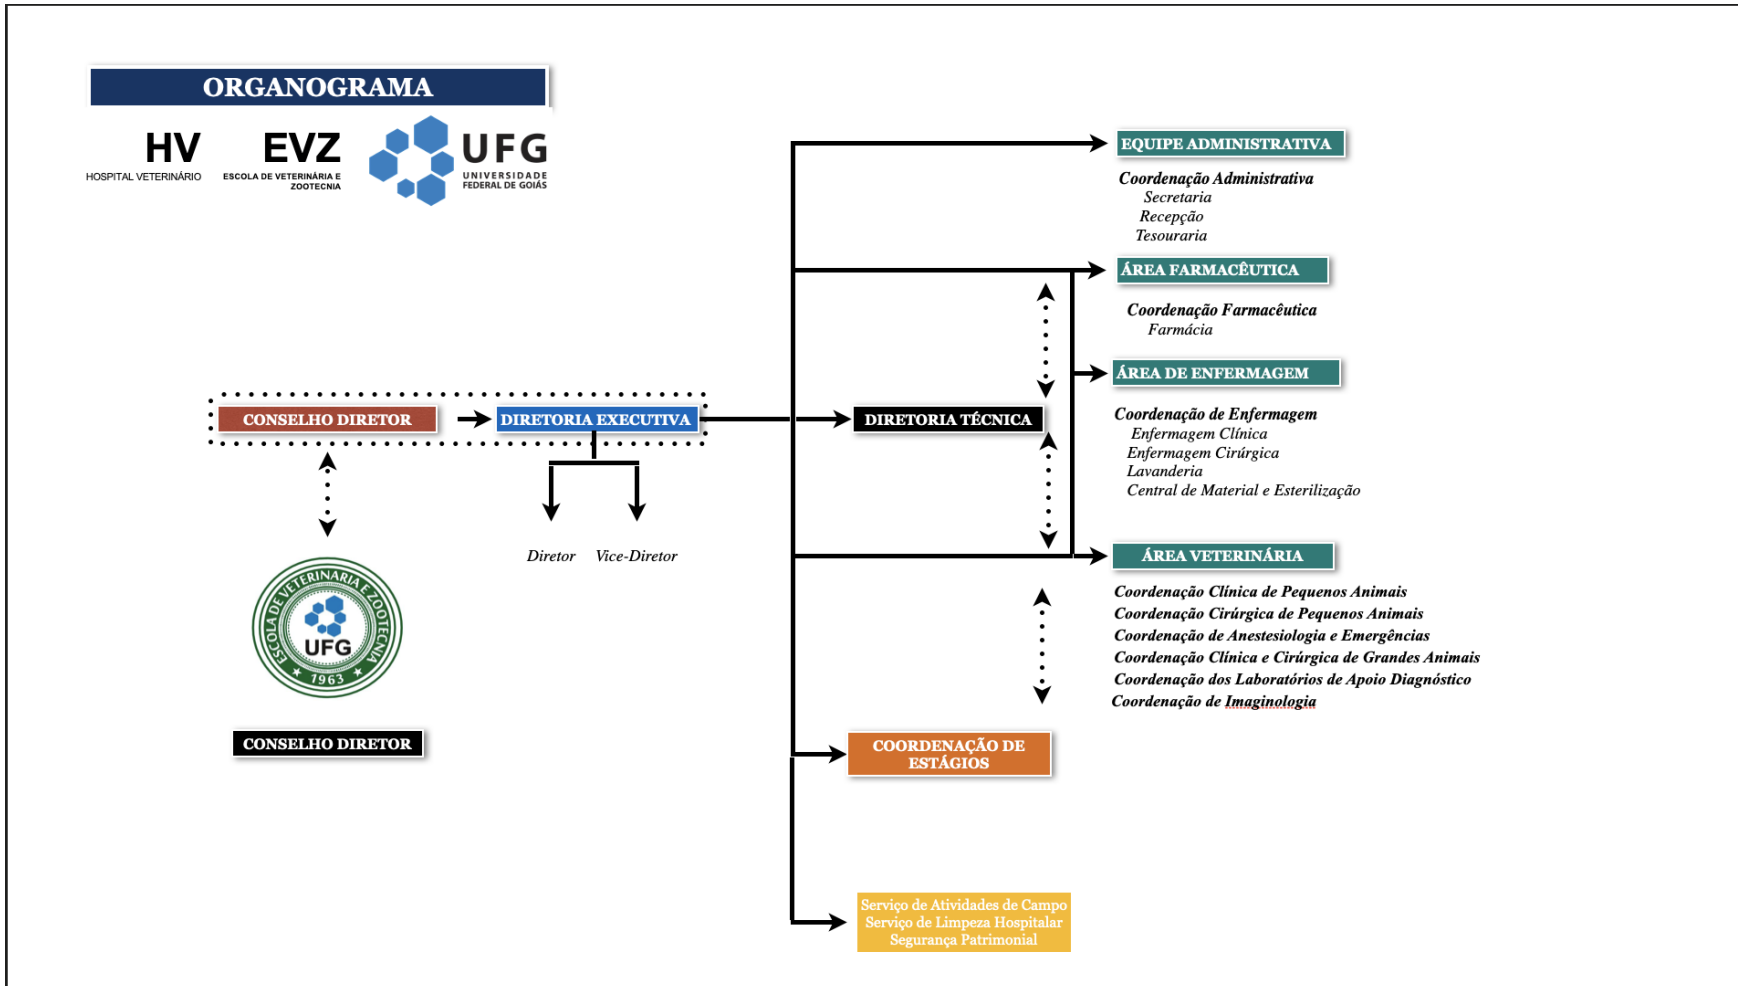 ORGANOGRAMA
HV
HOSPITAL VETERINÁRIO
EVZ
ESCOLA DE VETERINÁRIA E
ZOOTECNIA
UFG
UNIVERSIDADE
FEDERAL DE GOIÁS
EQUIPE ADMINISTRATIVA
Coordenação Administrativa
Secretaria
Recepção
Tesouraria
ÁREA FARMACÊUTICA
Coordenação Farmacêutica
Farmácia
ÁREA DE ENFERMAGEM
Coordenação de Enfermagem
Enfermagem Clínica
Enfermagem Cirúrgica
Lavanderia
Central de Material e Esterilização
CONSELHO DIRETOR
DIRETORIA EXECUTIVA
DIRETORIA TÉCNICA
Diretor
Vice-Diretor
ÁREA VETERINÁRIA
Coordenação Clínica de Pequenos Animais
Coordenação Cirúrgica de Pequenos Animais
Coordenação de Anestesiologia e Emergências
Coordenação Clínica e Cirúrgica de Grandes Animais
Coordenação dos Laboratórios de Apoio Diagnóstico
Coordenação de Imaginologia
ESCOLA DE VETERINARIA E ZOOTECNIA
UFG
1963
CONSELHO DIRETOR
COORDENAÇÃO DE
ESTÁGIOS
Serviço de Atividades de Campo
Serviço de Limpeza Hospitalar
Segurança Patrimonial